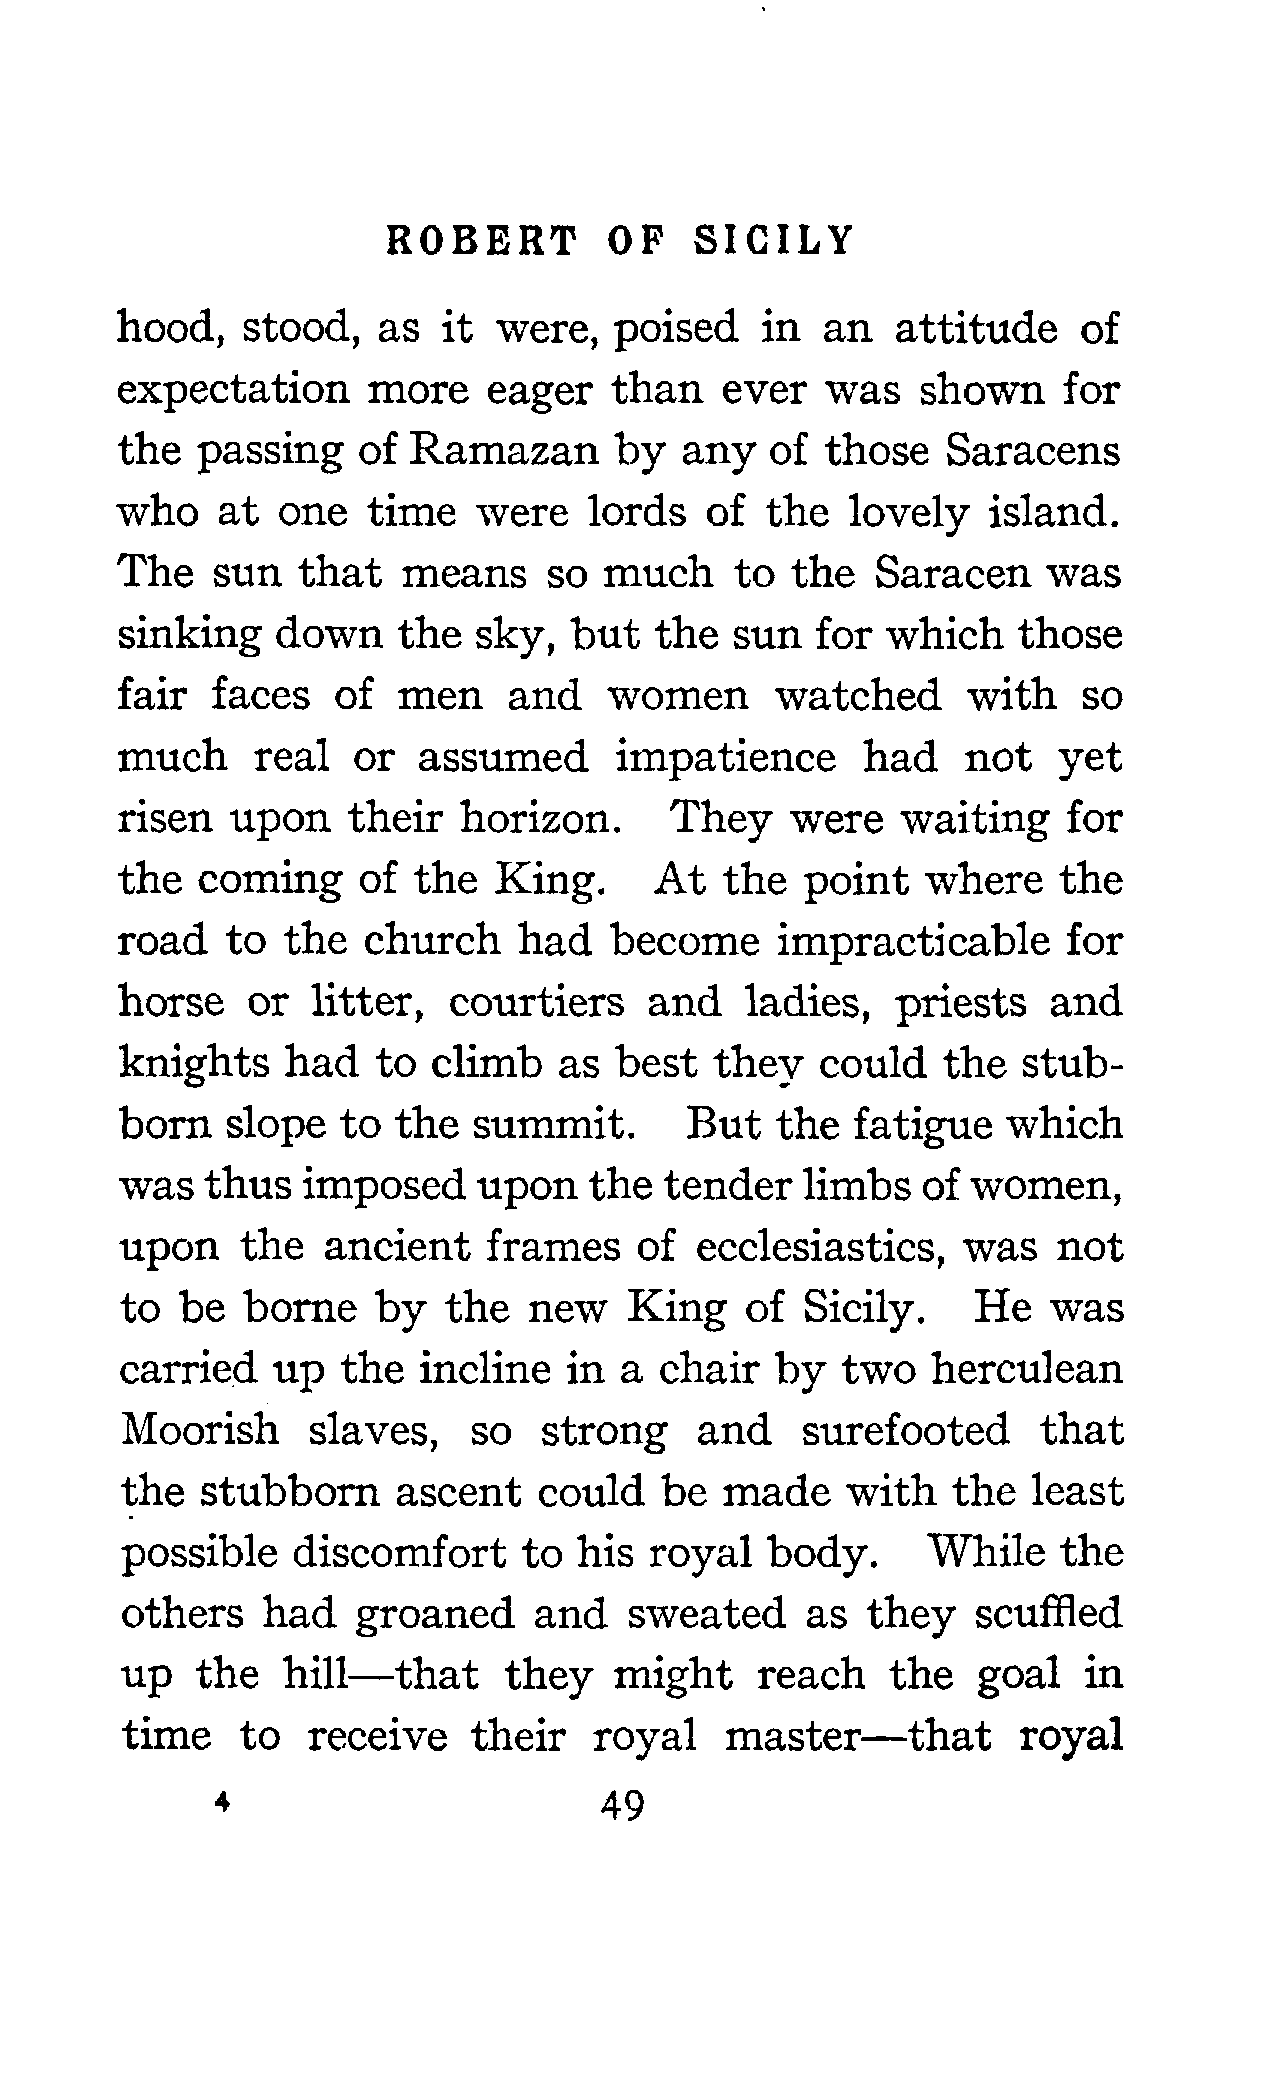 ROBERT OF SICILY
hood, stood, as it were, poised in an attitude of
expectation more eager than ever was shown for
the passing of Ramazan by any of those Saracens
who at one time were lords of the lovely island.
The sun that means so much to the Saracen was
sinking down the sky, but the sun for which those
fair faces of men and women watched with so
much real or assumed impatience had not yet
risen upon their horizon. They were waiting for
the coming of the King. At the point where the
road to the church had become impracticable for
horse or litter, courtiers and ladies, priests and
knights had to climb as best they could the stub-
born slope to the summit. But the fatigue which
was thus imposed upon the tender limbs of women,
upon the ancient frames of ecclesiastics, was not
to be borne by the new King of Sicily. He was
carried up the incline in a chair by two herculean
Moorish slaves, so strong and surefooted that
the stubborn ascent could be made with the least
possible discomfort to his royal body. While the
others had groaned and sweated as they scuffled
up the hill—that they might reach the goal in
time to receive their royal master—that royal
4 49